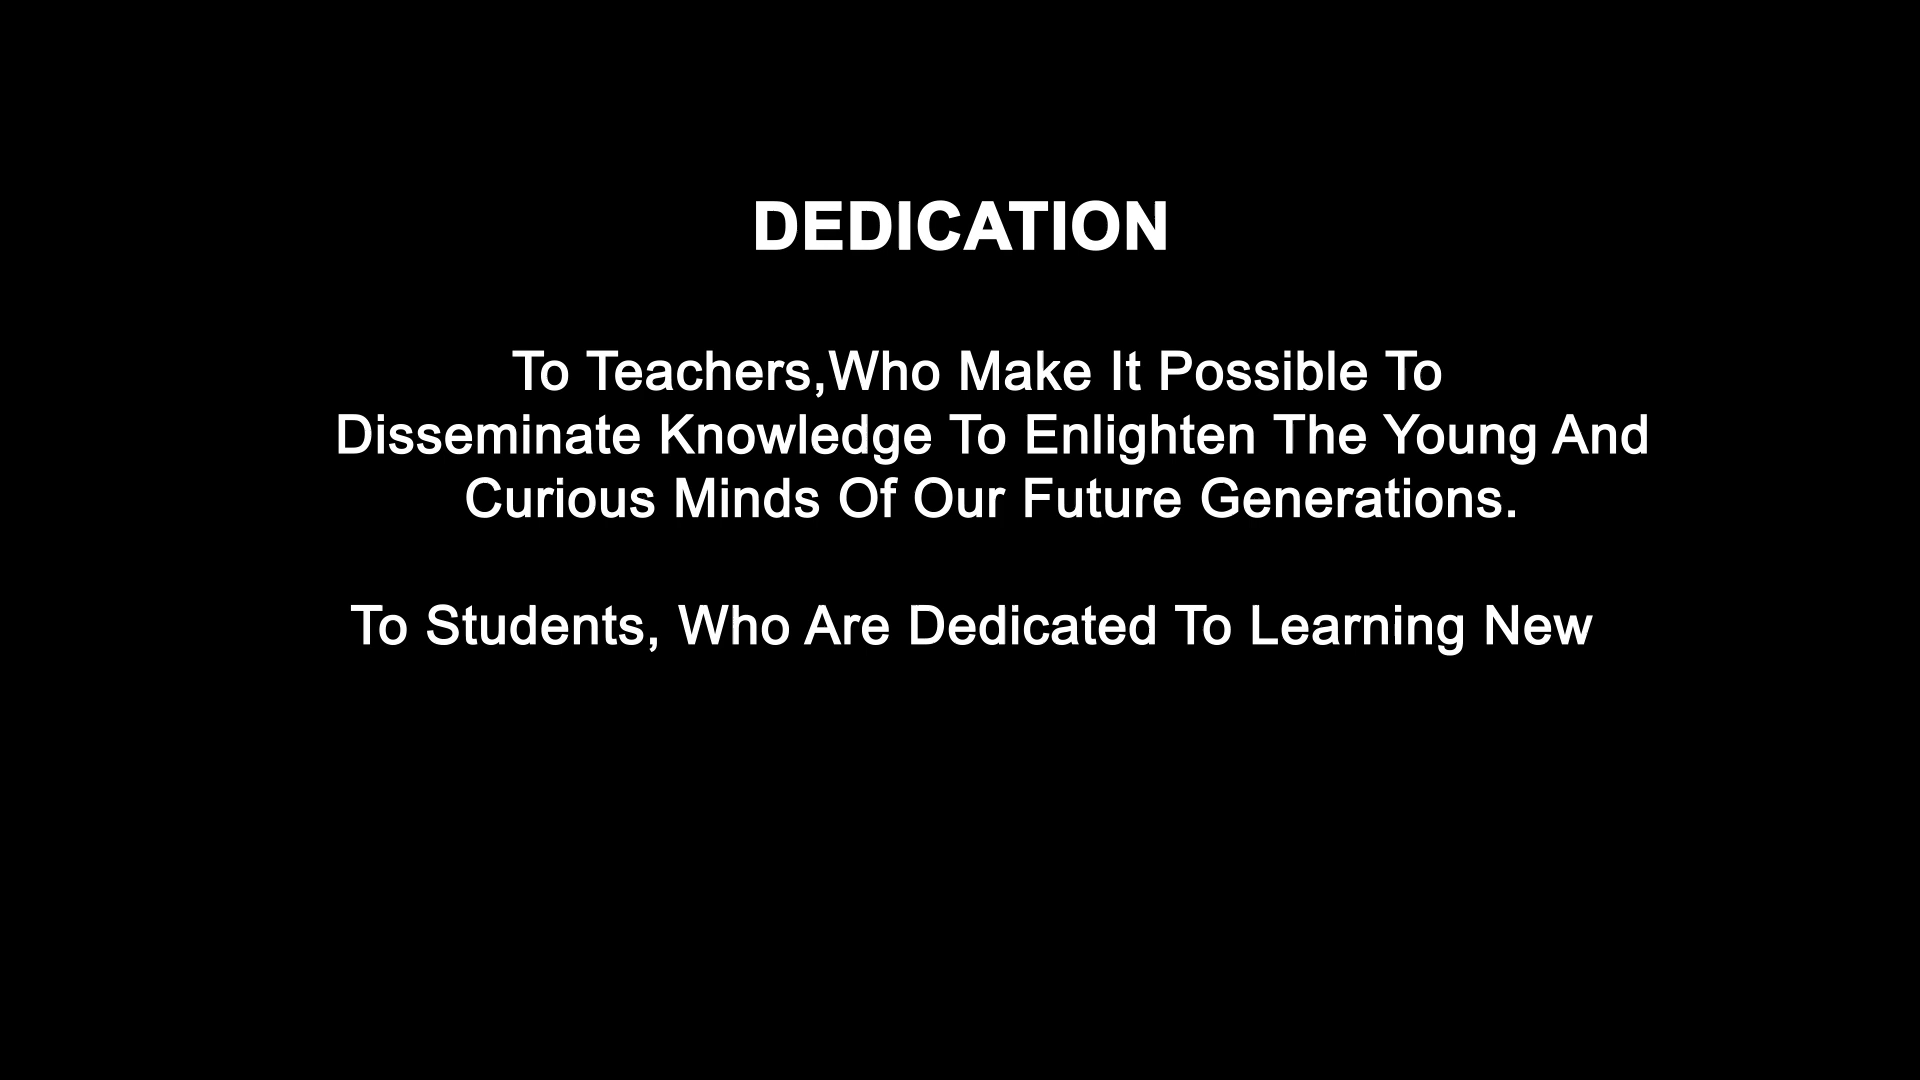 DEDICATION
To Teachers,Who Make It Possible To
Disseminate Knowledge To Enlighten The Young And
Curious Minds Of Our Future Generations.
To Students, Who Are Dedicated To Learning New